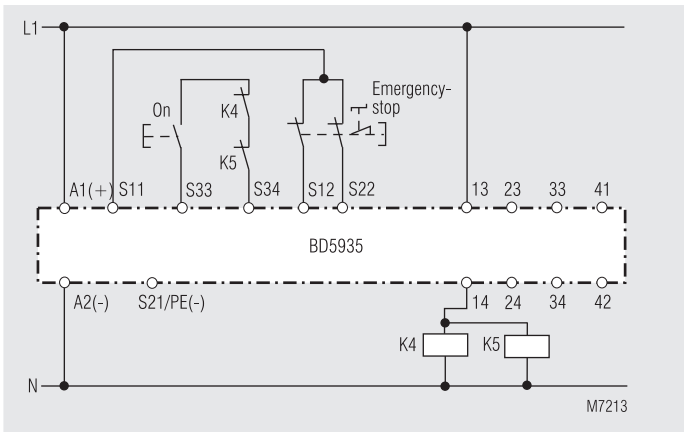 L1
Emergency-
stop
On
K4
K5
A1(+) S11 S33 S34 S12 S22 13 23 33 41
BD5935
A2(-) S21/PE(-) 14 24 34 42
K4 K5
N
M7213